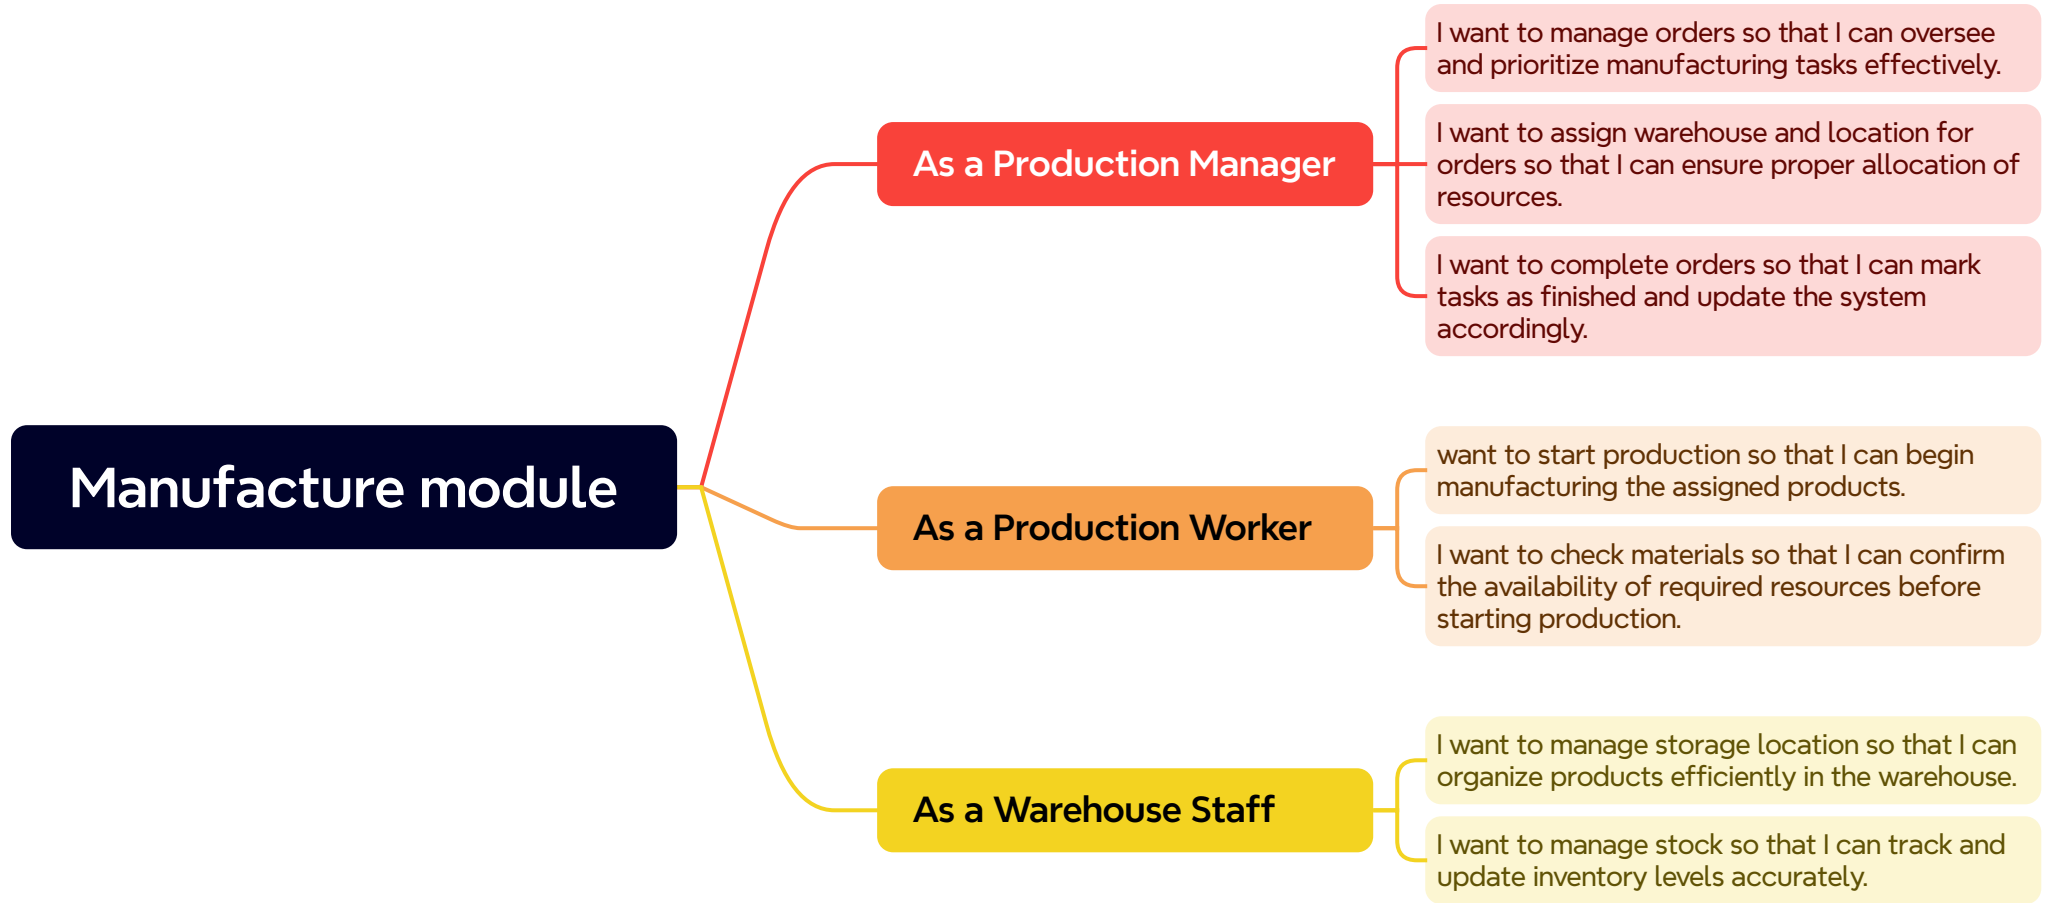 Manufacture module
As a Production Manager
I want to manage orders so that I can oversee
and prioritize manufacturing tasks effectively.
I want to assign warehouse and location for
orders so that I can ensure proper allocation of
resources.
I want to complete orders so that I can mark
tasks as finished and update the system
accordingly.
As a Production Worker
want to start production so that I can begin
manufacturing the assigned products.
I want to check materials so that I can confirm
the availability of required resources before
starting production.
As a Warehouse Staff
I want to manage storage location so that I can
organize products efficiently in the warehouse.
I want to manage stock so that I can track and
update inventory levels accurately.